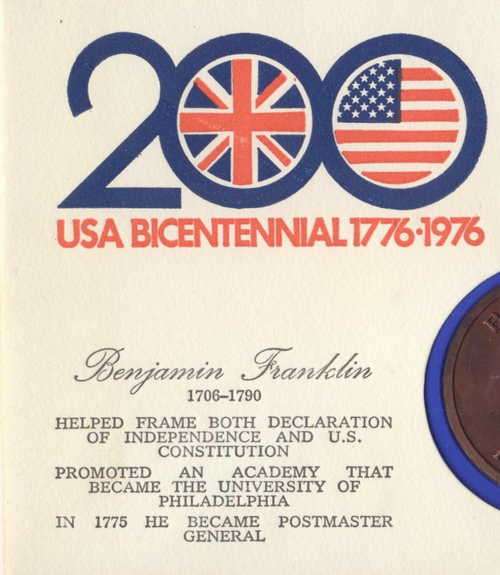 200
USA BICENTENNIAL 1776·1976
Benjamin Franklin
1706–1790
HELPED FRAME BOTH DECLARATION
OF INDEPENDENCE AND U.S.
CONSTITUTION
PROMOTED AN ACADEMY THAT
BECAME THE UNIVERSITY OF
PHILADELPHIA
IN 1775 HE BECAME POSTMASTER
GENERAL